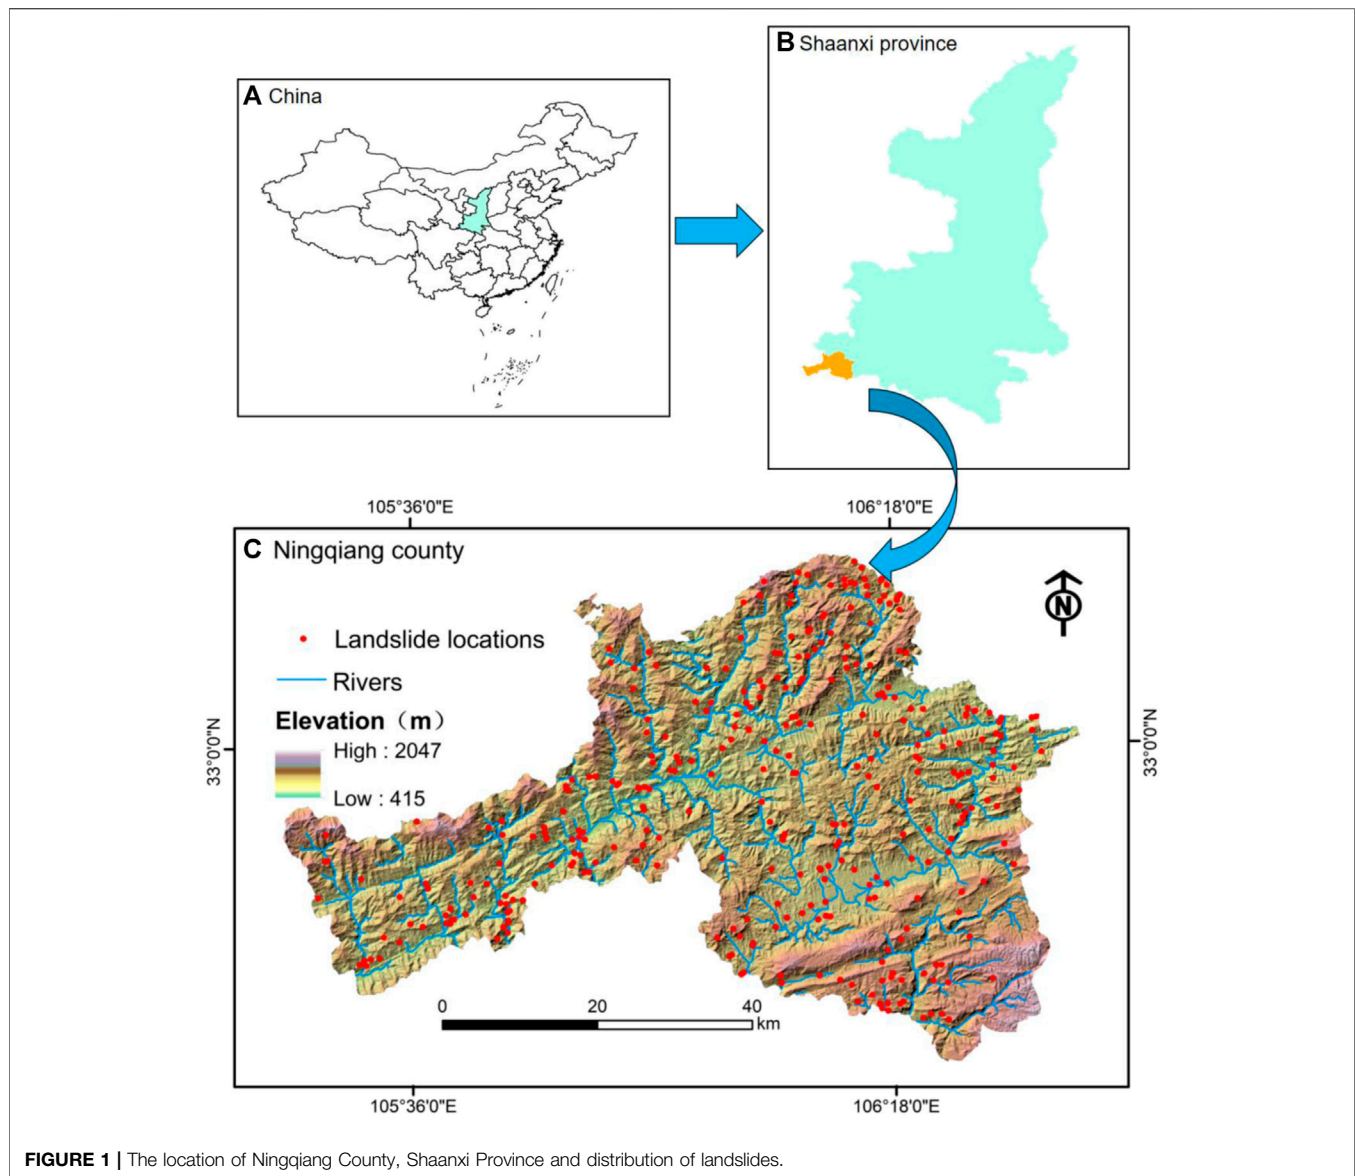 A China
B Shaanxi province
105°36'0"E
106°18'0"E
C Ningqiang county
N
Landslide locations
Rivers
Elevation（m）
High : 2047
Low : 415
33°0'0"N
33°0'0"N
0 20 40
km
105°36'0"E
106°18'0"E
FIGURE 1 | The location of Ningqiang County, Shaanxi Province and distribution of landslides.